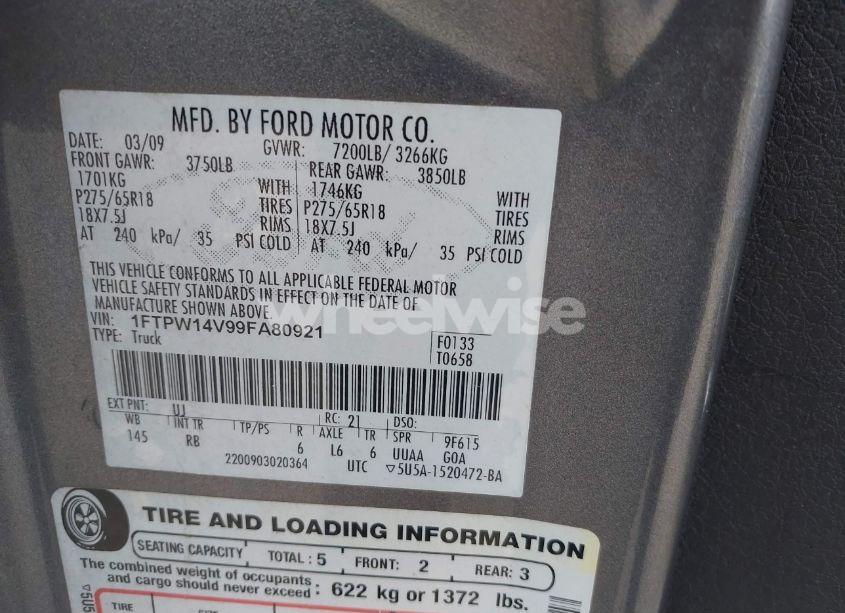 MFD. BY FORD MOTOR CO.
DATE: 03/09 GVWR: 7200LB/ 3266KG
FRONT GAWR: 3750LB REAR GAWR: 3850LB
1701KG WITH 1746KG WITH
P275/65R18 TIRES P275/65R18 TIRES
18X7.5J RIMS 18X7.5J RIMS
AT 240 kPa/ 35 PSI COLD AT 240 kPa/ 35 PSI COLD
THIS VEHICLE CONFORMS TO ALL APPLICABLE FEDERAL MOTOR
VEHICLE SAFETY STANDARDS IN EFFECT ON THE DATE OF
MANUFACTURE SHOWN ABOVE.
wheelwise
VIN: 1FTPW14V99FA80921
TYPE: Truck
F0133
T0658
EXT PNT: UJ RC: 21 DSO:
WB INT TR TP/PS R AXLE TR SPR 9F615
145 RB 6 L6 6 UUAA GOA
2200903020364 UTC ▽5U5A-1520472-BA
TIRE AND LOADING INFORMATION
SEATING CAPACITY TOTAL: 5 FRONT: 2 REAR: 3
The combined weight of occupants
and cargo should never exceed: 622 kg or 1372 lbs.
▽5U5
TIRE